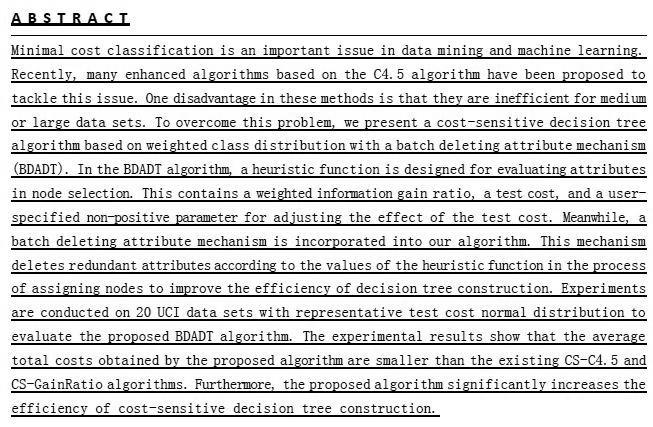 ABSTRACT
Minimal cost classification is an important issue in data mining and machine learning.
Recently, many enhanced algorithms based on the C4.5 algorithm have been proposed to
tackle this issue. One disadvantage in these methods is that they are inefficient for medium
or large data sets. To overcome this problem, we present a cost-sensitive decision tree
algorithm based on weighted class distribution with a batch deleting attribute mechanism
(BDADT). In the BDADT algorithm, a heuristic function is designed for evaluating attributes
in node selection. This contains a weighted information gain ratio, a test cost, and a user-
specified non-positive parameter for adjusting the effect of the test cost. Meanwhile, a
batch deleting attribute mechanism is incorporated into our algorithm. This mechanism
deletes redundant attributes according to the values of the heuristic function in the process
of assigning nodes to improve the efficiency of decision tree construction. Experiments
are conducted on 20 UCI data sets with representative test cost normal distribution to
evaluate the proposed BDADT algorithm. The experimental results show that the average
total costs obtained by the proposed algorithm are smaller than the existing CS-C4.5 and
CS-GainRatio algorithms. Furthermore, the proposed algorithm significantly increases the
efficiency of cost-sensitive decision tree construction.